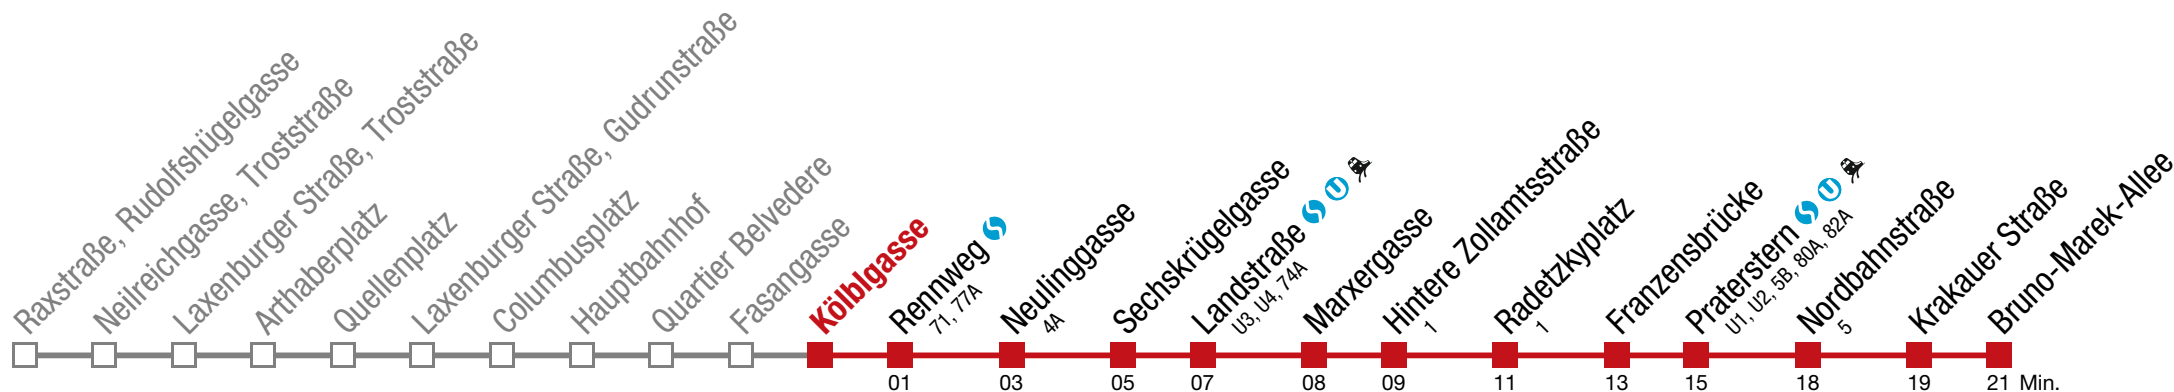 Raxstraße, Rudolfshügelgasse
Neilreichgasse, Troststraße
Laxenburger Straße, Troststraße
Arthaberplatz
Quellenplatz
Laxenburger Straße, Gudrunstraße
Columbusplatz
Hauptbahnhof
Quartier Belvedere
Fasangasse
Kölblgasse
Rennweg
71, 77A
Neulinggasse
4A
Sechskrügelgasse
Landstraße
U3, U4, 74A
Marxergasse
Hintere Zollamtsstraße
1
Radetzkyplatz
1
Franzensbrücke
Praterstern
U1, U2, 5B, 80A, 82A
Nordbahnstraße
5
Krakauer Straße
Bruno-Marek-Allee
01 03 05 07 08 09 11 13 15 18 19 21 Min.